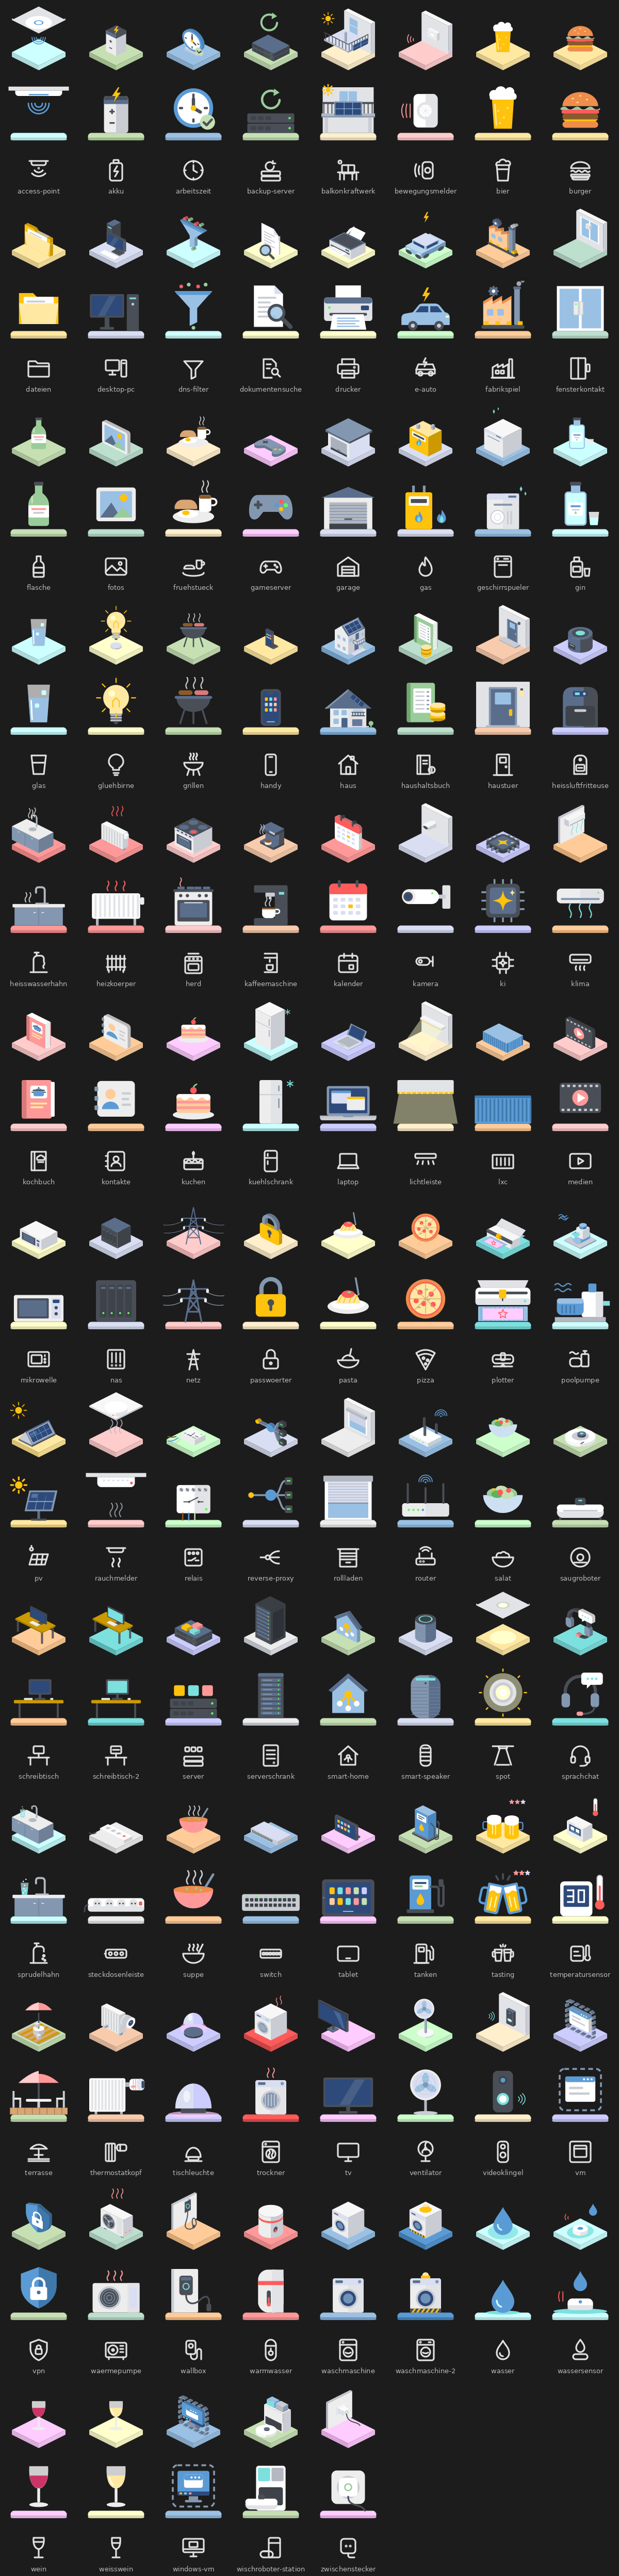 access-point akku arbeitszeit backup-server balkonkraftwerk bewegungsmelder bier burger
dateien desktop-pc dns-filter dokumentensuche drucker e-auto fabrikspiel fensterkontakt
flasche fotos fruehstueck gameserver garage gas geschirrspueler gin
glas gluehbirne grillen handy haus haushaltsbuch haustuer heissluftfritteuse
heisswasserhahn heizkoerper herd kaffeemaschine kalender kamera ki klima
kochbuch kontakte kuchen kuehlschrank laptop lichtleiste lxc medien
mikrowelle nas netz passwoerter pasta pizza plotter poolpumpe
pv rauchmelder relais reverse-proxy rollladen router salat saugroboter
schreibtisch schreibtisch-2 server serverschrank smart-home smart-speaker spot sprachchat
30
sprudelhahn steckdosenleiste suppe switch tablet tanken tasting temperatursensor
terrasse thermostatkopf tischleuchte trockner tv ventilator videoklingel vm
vpn waermepumpe wallbox warmwasser waschmaschine waschmaschine-2 wasser wassersensor
wein weisswein windows-vm wischroboter-station zwischenstecker